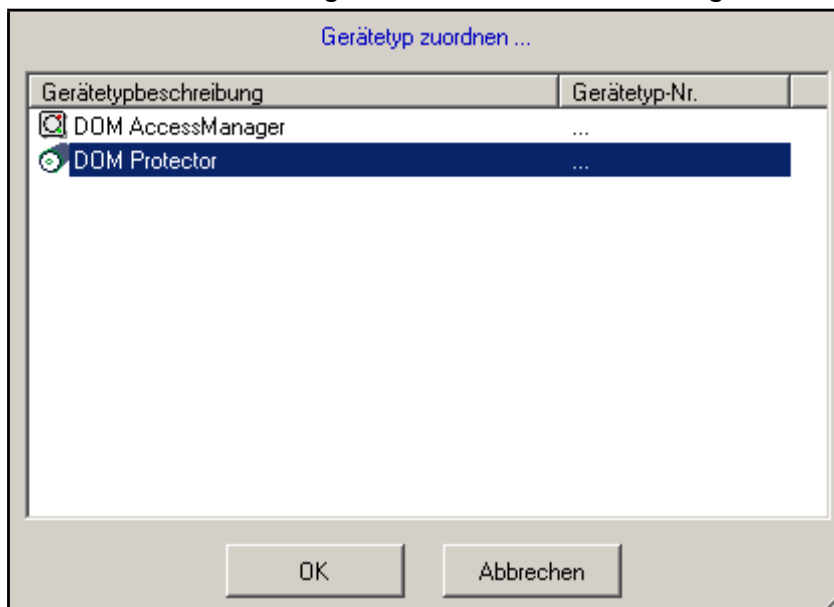 Gerätetyp zuordnen ...
Gerätetypbeschreibung Gerätetyp-Nr.
DOM AccessManager ...
DOM Protector ...
OK Abbrechen